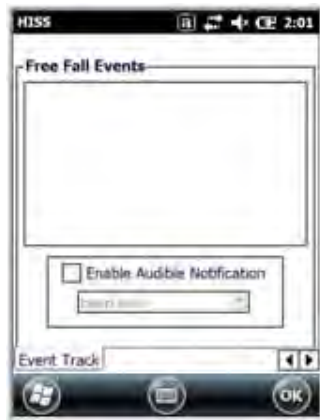 HISS 2:01
Free Fall Events
Enable Audible Notification
Event Track
OK